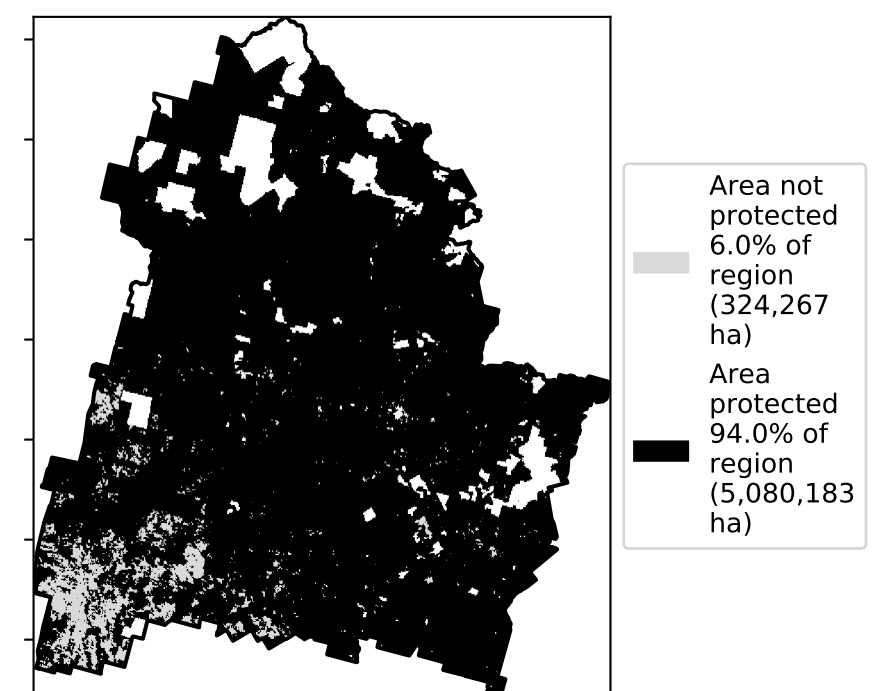 Area not
protected
6.0% of
region
(324,267
ha)
Area
protected
94.0% of
region
(5,080,183
ha)